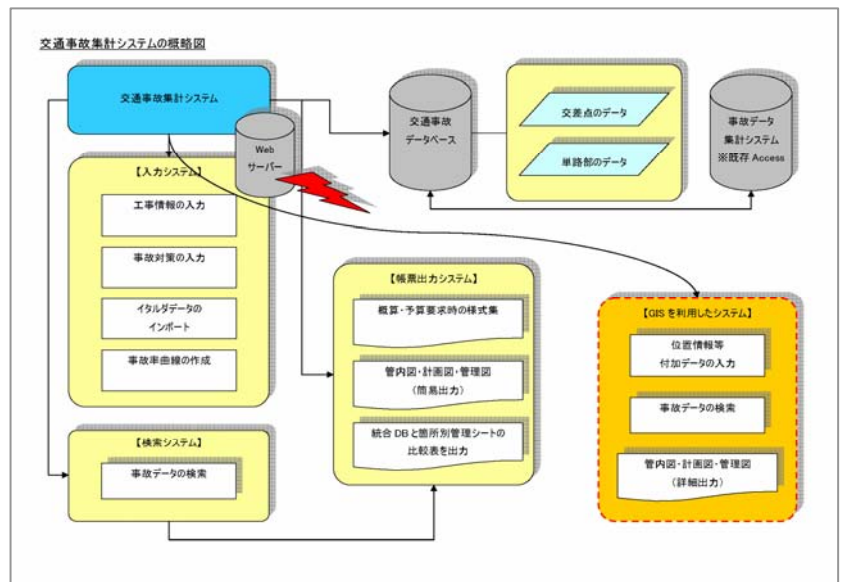 交通事故集計システムの概略図
交通事故集計システム
Web
サーバー
交通事故
データベース
交差点のデータ
単路部のデータ
事故データ
集計システム
※既存 Access
【入力システム】
工事情報の入力
事故対策の入力
イタルダデータの
インポート
事故率曲線の作成
【検索システム】
事故データの検索
【帳票出力システム】
概算・予算要求時の様式集
管内図・計画図・管理図
(簡易出力)
統合 DB と箇所別管理シートの
比較表を出力
【GIS を利用したシステム】
位置情報等
付加データの入力
事故データの検索
管内図・計画図・管理図
(詳細出力)